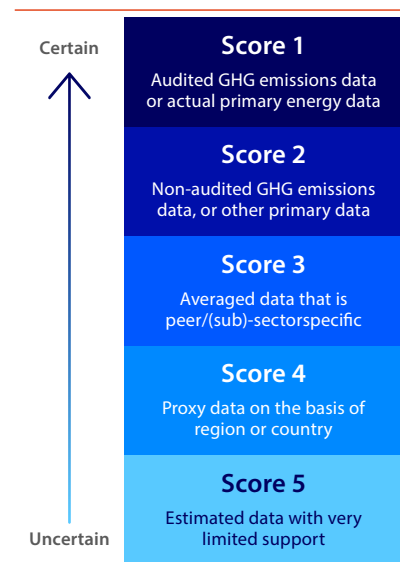 Certain
Score 1
Audited GHG emissions data
or actual primary energy data
Score 2
Non-audited GHG emissions
data, or other primary data
Score 3
Averaged data that is
peer/(sub)-sectorspecific
Score 4
Proxy data on the basis of
region or country
Score 5
Estimated data with very
limited support
Uncertain